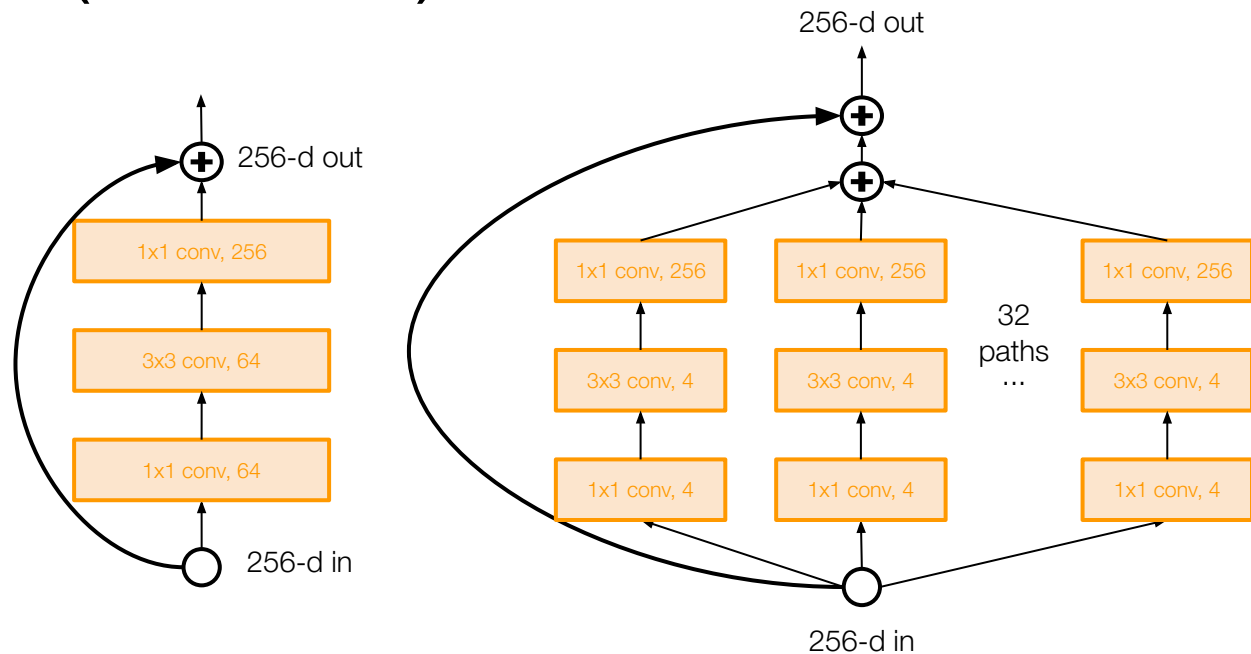 256-d out
1x1 conv, 256
3x3 conv, 64
1x1 conv, 64
256-d in
256-d out
1x1 conv, 256
1x1 conv, 256
1x1 conv, 256
32
paths
...
3x3 conv, 4
3x3 conv, 4
3x3 conv, 4
1x1 conv, 4
1x1 conv, 4
1x1 conv, 4
256-d in